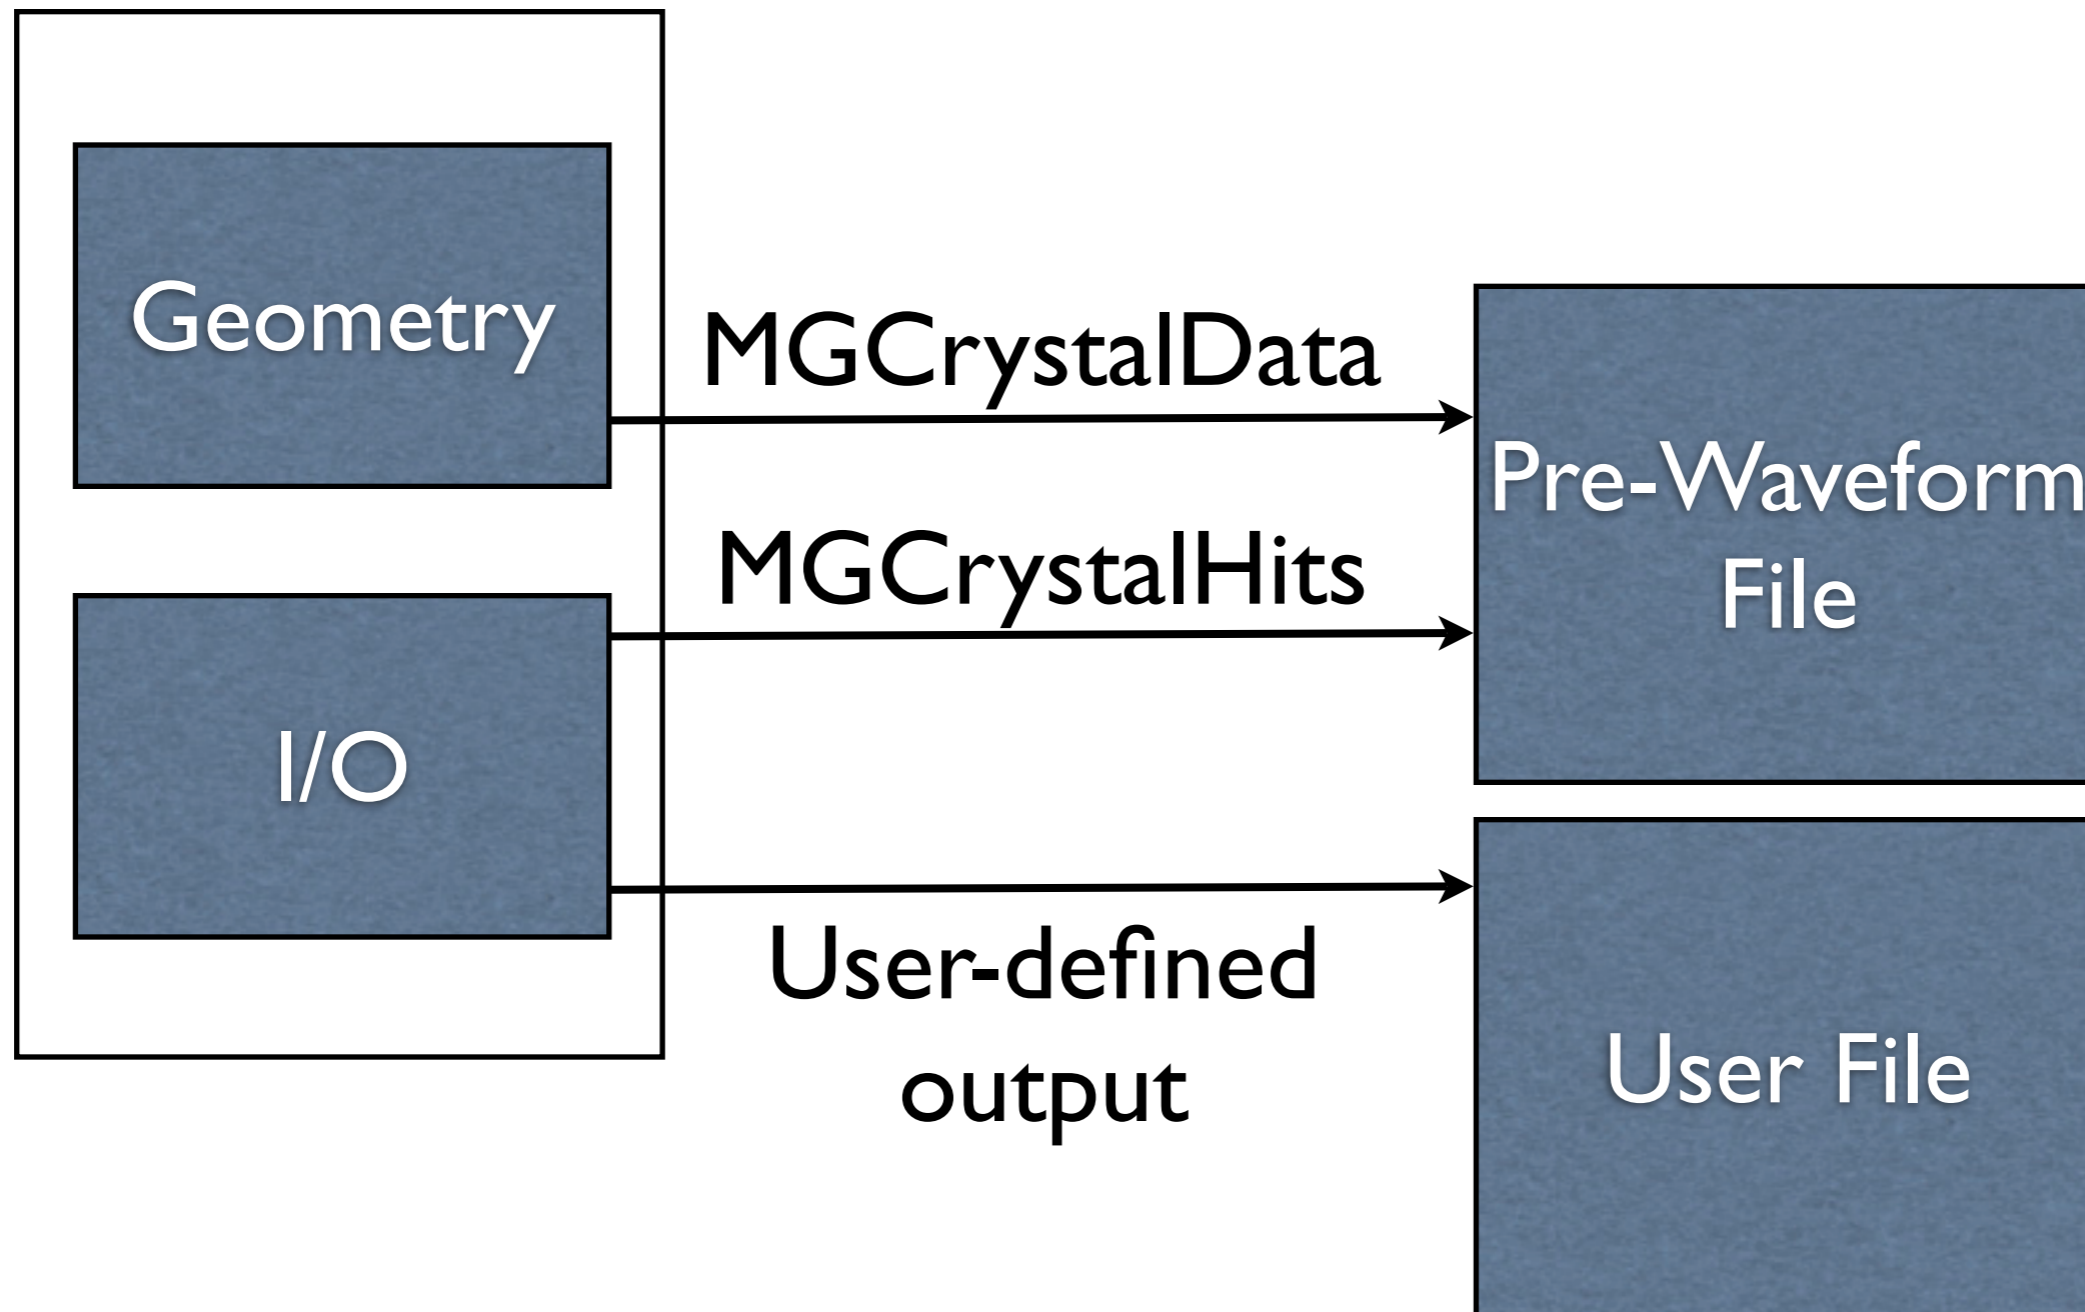 Geometry
MGCrystalData
Pre-Waveform
File
MGCrystalHits
I/O
User-defined
output
User File